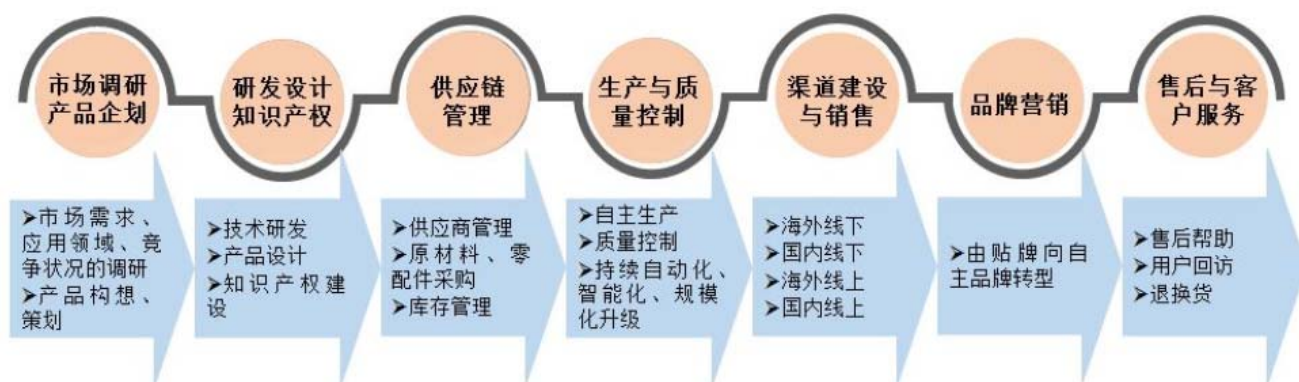 市场调研
产品企划
研发设计
知识产权
供应链
管理
生产与质
量控制
渠道建设
与销售
品牌营销
售后与客
户服务
➢市场需求、
应用领域、竞
争状况的调研
➢产品构想、
策划
➢技术研发
➢产品设计
➢知识产权建
设
➢供应商管理
➢原材料、零
配件采购
➢库存管理
➢自主生产
➢质量控制
➢持续自动化、
智能化、规模
化升级
➢海外线下
➢国内线下
➢海外线上
➢国内线上
➢由贴牌向自
主品牌转型
➢售后帮助
➢用户回访
➢退换货